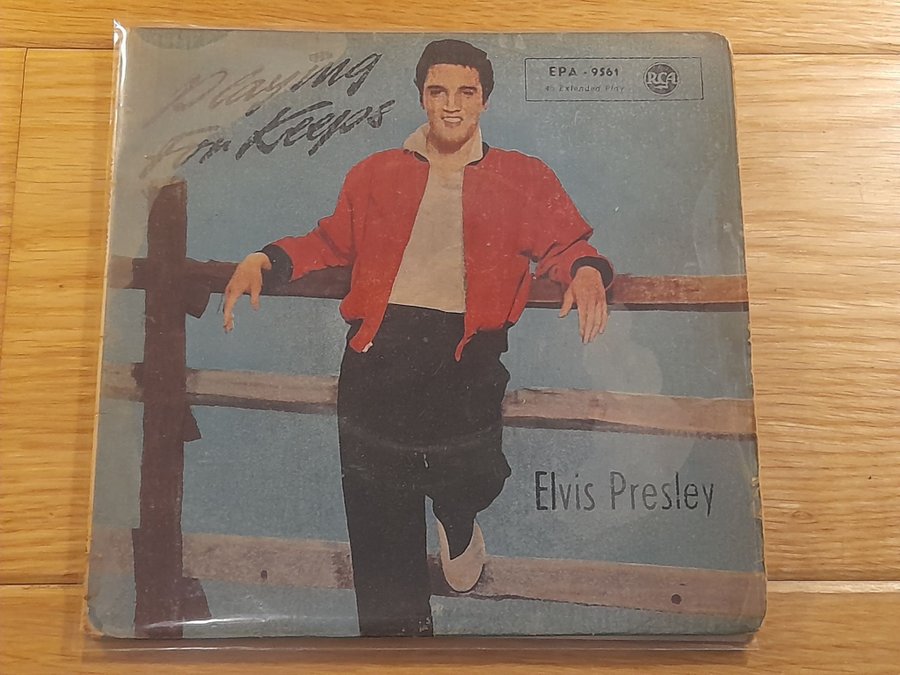 Playing
For Keeps
EPA - 9561
45 Extended Play
RCA
Elvis Presley